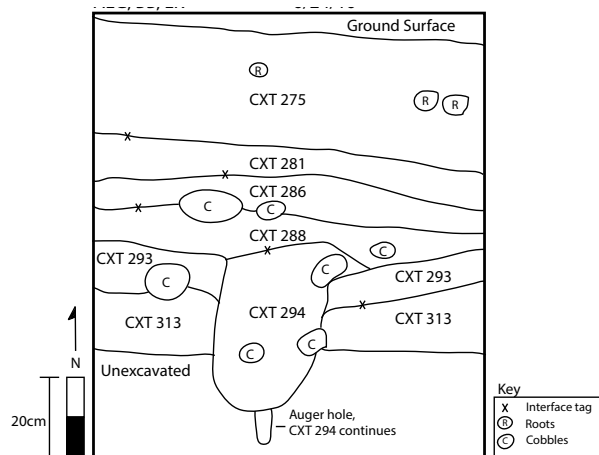 Ground Surface
R
CXT 275
R
R
X
CXT 281
X
CXT 286
X
C
C
CXT 288
X
C
CXT 293
C
CXT 293
C
X
CXT 294
CXT 313
CXT 313
C
C
N
Unexcavated
20cm
Auger hole,
CXT 294 continues
Key
X Interface tag
R Roots
C Cobbles